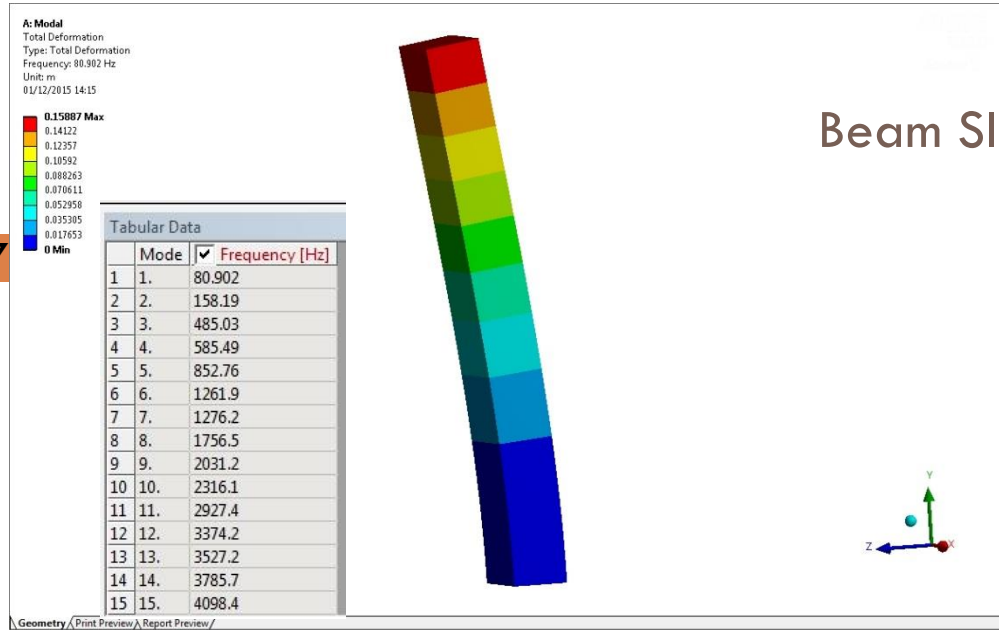 A: Modal
Total Deformation
Type: Total Deformation
Frequency: 80.902 Hz
Unit: m
01/12/2015 14:15
0.15887 Max
0.14122
0.12357
0.10592
0.088263
0.070611
0.052958
0.035305
0.017653
0 Min
Beam Sl
7
Tabular Data
Mode Frequency [Hz]
1 1. 80.902
2 2. 158.19
3 3. 485.03
4 4. 585.49
5 5. 852.76
6 6. 1261.9
7 7. 1276.2
8 8. 1756.5
9 9. 2031.2
10 10. 2316.1
11 11. 2927.4
12 12. 3374.2
13 13. 3527.2
14 14. 3785.7
15 15. 4098.4
Y
Z X
Geometry Print Preview Report Preview